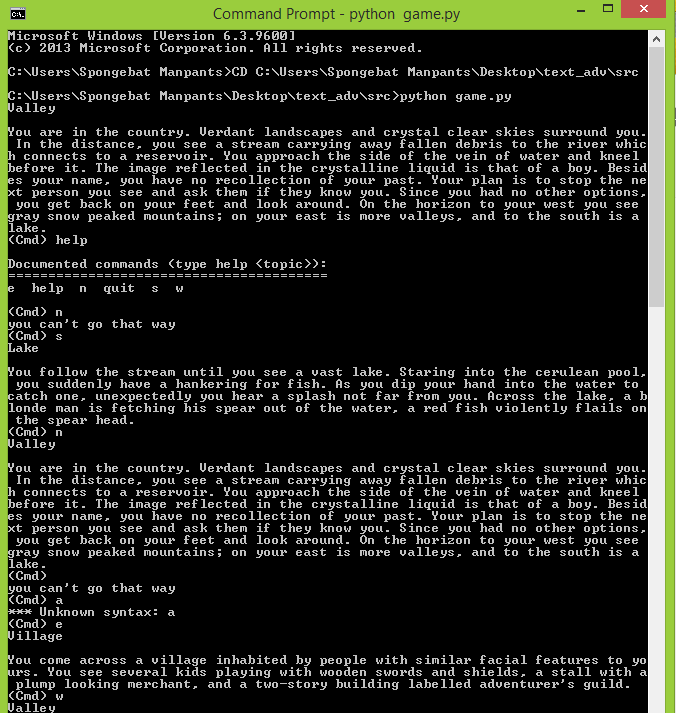 Command Prompt - python game.py
Microsoft Windows [Version 6.3.9600]
(c) 2013 Microsoft Corporation. All rights reserved.
C:\Users\Spongebat Manpants>CD C:\Users\Spongebat Manpants\Desktop\text_adv\src
C:\Users\Spongebat Manpants\Desktop\text_adv\src>python game.py
Valley
You are in the country. Verdant landscapes and crystal clear skies surround you.
 In the distance, you see a stream carrying away fallen debris to the river whic
h connects to a reservoir. You approach the side of the vein of water and kneel
before it. The image reflected in the crystalline liquid is that of a boy. Besid
es your name, you have no recollection of your past. Your plan is to stop the ne
xt person you see and ask them if they know you. Since you had no other options,
 you get back on your feet and look around. On the horizon to your west you see
gray snow peaked mountains; on your east is more valleys, and to the south is a
lake.
(Cmd) help
Documented commands (type help <topic>):
========================================
e  help  n  quit  s  w
(Cmd) n
you can't go that way
(Cmd) s
Lake
You follow the stream until you see a vast lake. Staring into the cerulean pool,
 you suddenly have a hankering for fish. As you dip your hand into the water to
catch one, unexpectedly you hear a splash not far from you. Across the lake, a b
londe man is fetching his spear out of the water, a red fish violently flails on
 the spear head.
(Cmd) n
Valley
You are in the country. Verdant landscapes and crystal clear skies surround you.
 In the distance, you see a stream carrying away fallen debris to the river whic
h connects to a reservoir. You approach the side of the vein of water and kneel
before it. The image reflected in the crystalline liquid is that of a boy. Besid
es your name, you have no recollection of your past. Your plan is to stop the ne
xt person you see and ask them if they know you. Since you had no other options,
 you get back on your feet and look around. On the horizon to your west you see
gray snow peaked mountains; on your east is more valleys, and to the south is a
lake.
(Cmd)
you can't go that way
(Cmd) a
*** Unknown syntax: a
(Cmd) e
Village
You come across a village inhabited by people with similar facial features to yo
urs. You see several kids playing with wooden swords and shields, a stall with a
 plump looking merchant, and a two-story building labelled adventurer's guild.
(Cmd) w
Valley